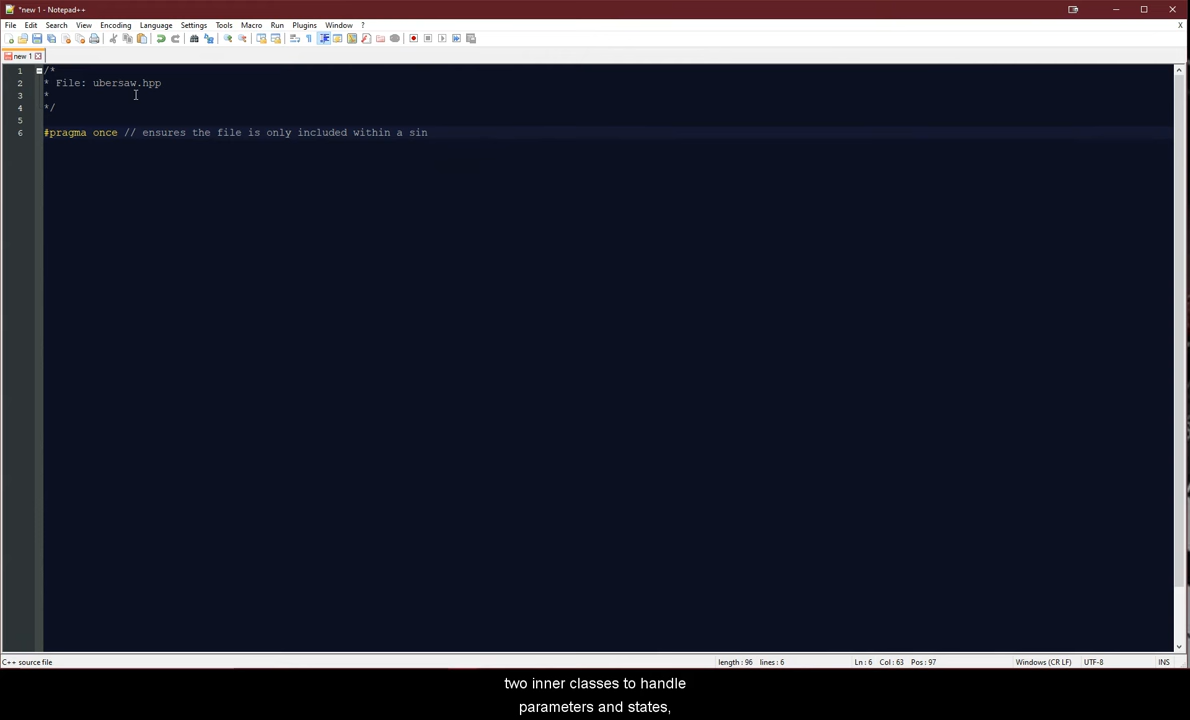 *new 1 - Notepad++
File Edit Search View Encoding Language Settings Tools Macro Run Plugins Window ? X
new 1
1 /*
2 * File: ubersaw.hpp
3 *
4 */
5
6 #pragma once // ensures the file is only included within a sin
C++ source file length : 96 lines : 6 Ln : 6 Col : 63 Pos : 97 Windows (CR LF) UTF-8 INS
two inner classes to handle
parameters and states,